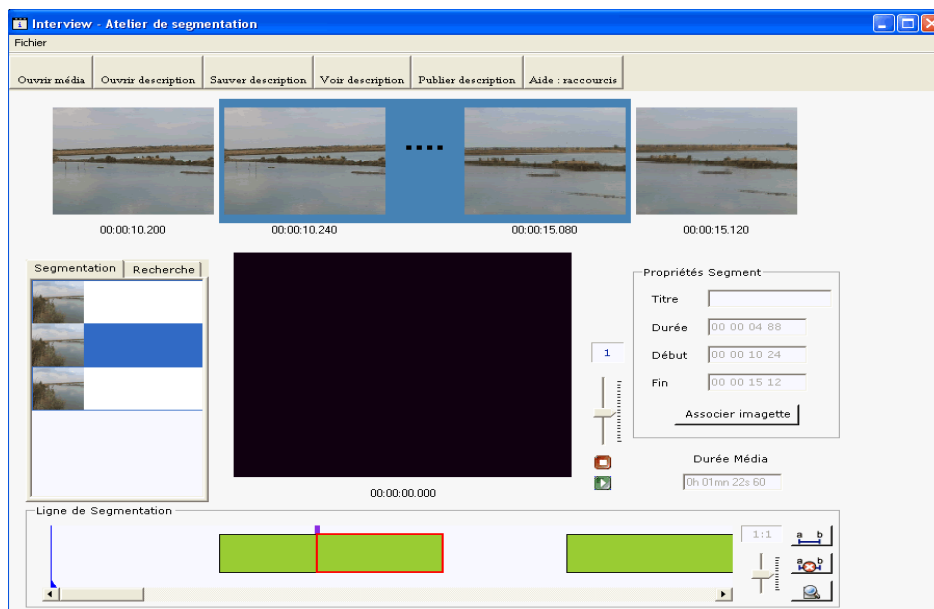 Interview - Atelier de segmentation
Fichier
Ouvrir média Ouvrir description Sauver description Voir description Publier description Aide : raccourcis
00:00:10.200 00:00:10.240 00:00:15.080 00:00:15.120
Segmentation Recherche
Propriétés Segment
Titre
Durée 00 00 04 88
1
Début 00 00 10 24
Fin 00 00 15 12
Associer imagette
Durée Média
0h 01mn 22s 60
00:00:00.000
Ligne de Segmentation
1:1
a b
a b